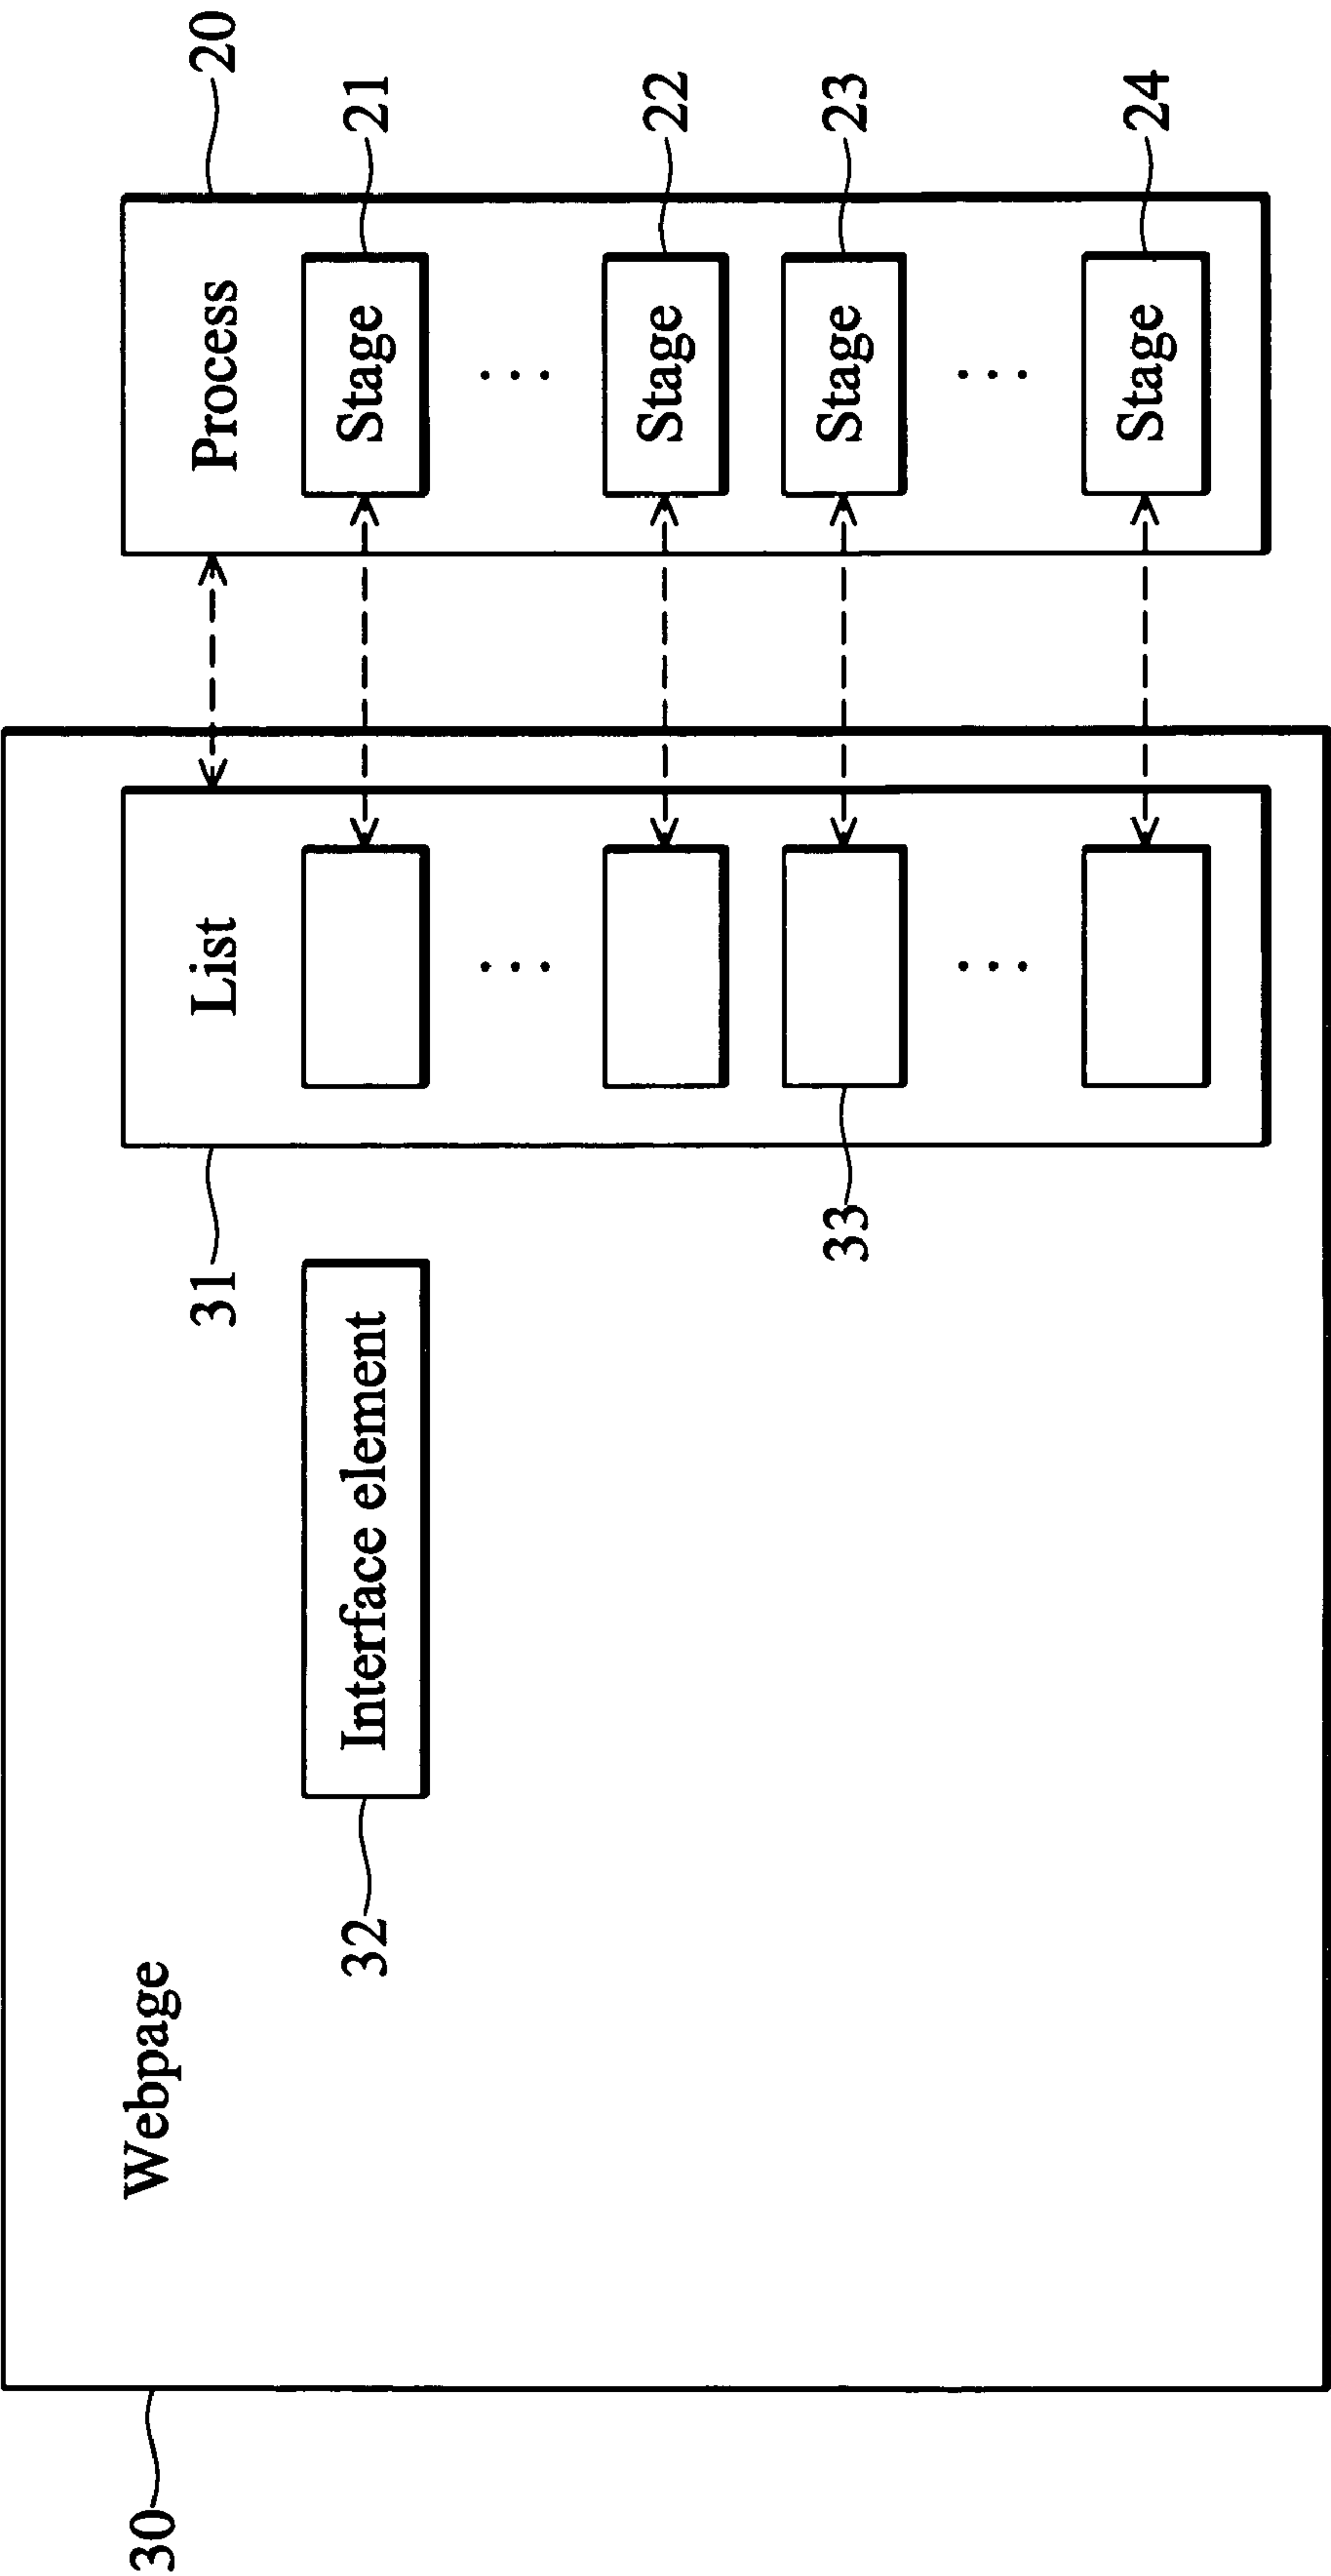 30
Webpage
32
Interface element
31
List
33
Process
20
Stage
21
Stage
22
Stage
23
Stage
24